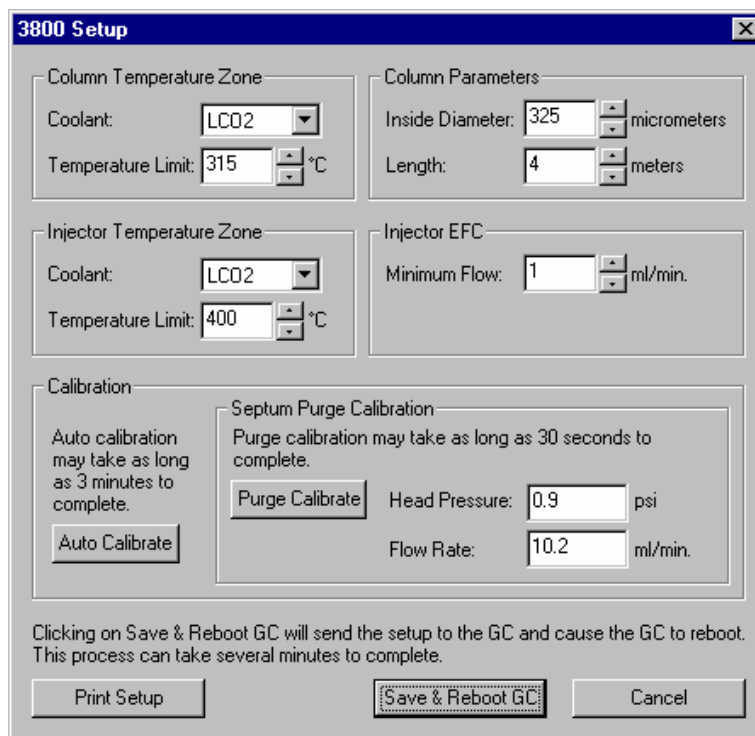 3800 Setup
Column Temperature Zone
Coolant: LCO2
Temperature Limit: 315 °C
Column Parameters
Inside Diameter: 325 micrometers
Length: 4 meters
Injector Temperature Zone
Coolant: LCO2
Temperature Limit: 400 °C
Injector EFC
Minimum Flow: 1 ml/min.
Calibration
Auto calibration
may take as long
as 3 minutes to
complete.
Auto Calibrate
Septum Purge Calibration
Purge calibration may take as long as 30 seconds to
complete.
Purge Calibrate
Head Pressure: 0.9 psi
Flow Rate: 10.2 ml/min.
Clicking on Save & Reboot GC will send the setup to the GC and cause the GC to reboot.
This process can take several minutes to complete.
Print Setup
Save & Reboot GC
Cancel